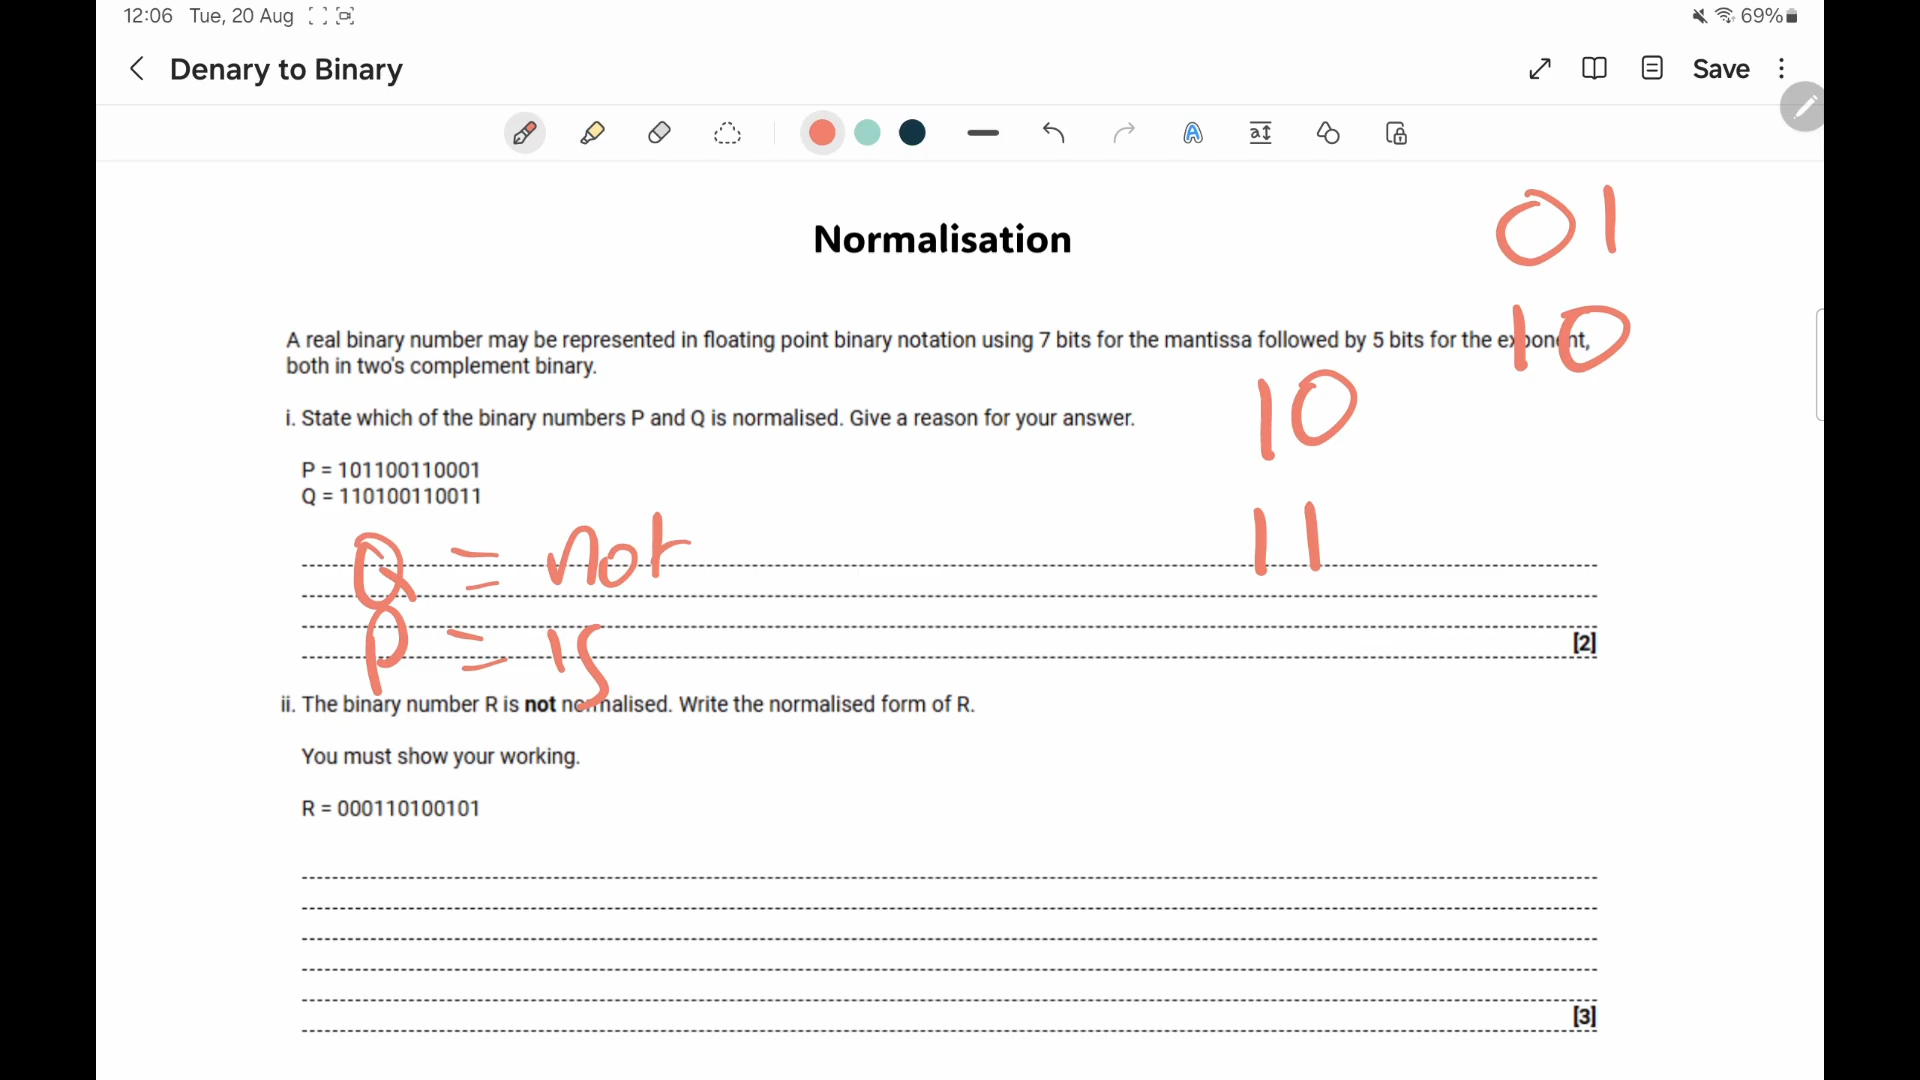 12:06 Tue, 20 Aug 69%
Denary to Binary Save
Normalisation
01
10
A real binary number may be represented in floating point binary notation using 7 bits for the mantissa followed by 5 bits for the exponent,
both in two's complement binary.
i. State which of the binary numbers P and Q is normalised. Give a reason for your answer.
10
P = 101100110001
Q = 110100110011
11
Q = not
P = is
[2]
ii. The binary number R is not normalised. Write the normalised form of R.
You must show your working.
R = 000110100101
[3]